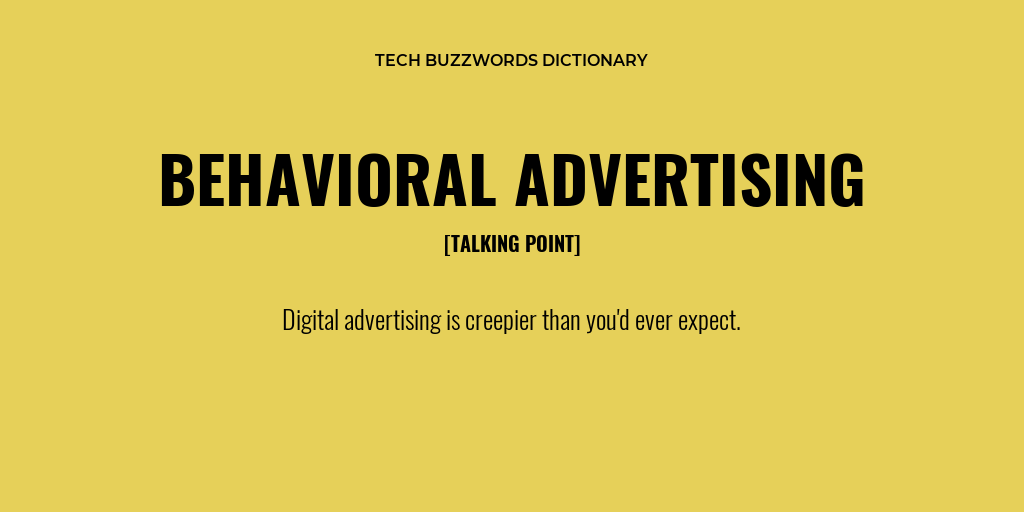 TECH BUZZWORDS DICTIONARY
BEHAVIORAL ADVERTISING
[TALKING POINT]
Digital advertising is creepier than you'd ever expect.